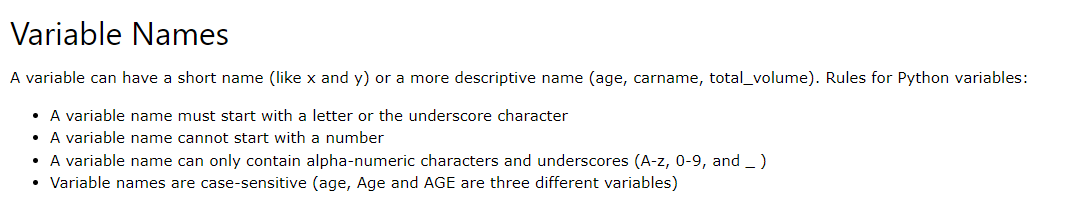 Variable Names
A variable can have a short name (like x and y) or a more descriptive name (age, carname, total_volume). Rules for Python variables:
• A variable name must start with a letter or the underscore character
• A variable name cannot start with a number
• A variable name can only contain alpha-numeric characters and underscores (A-z, 0-9, and _ )
• Variable names are case-sensitive (age, Age and AGE are three different variables)